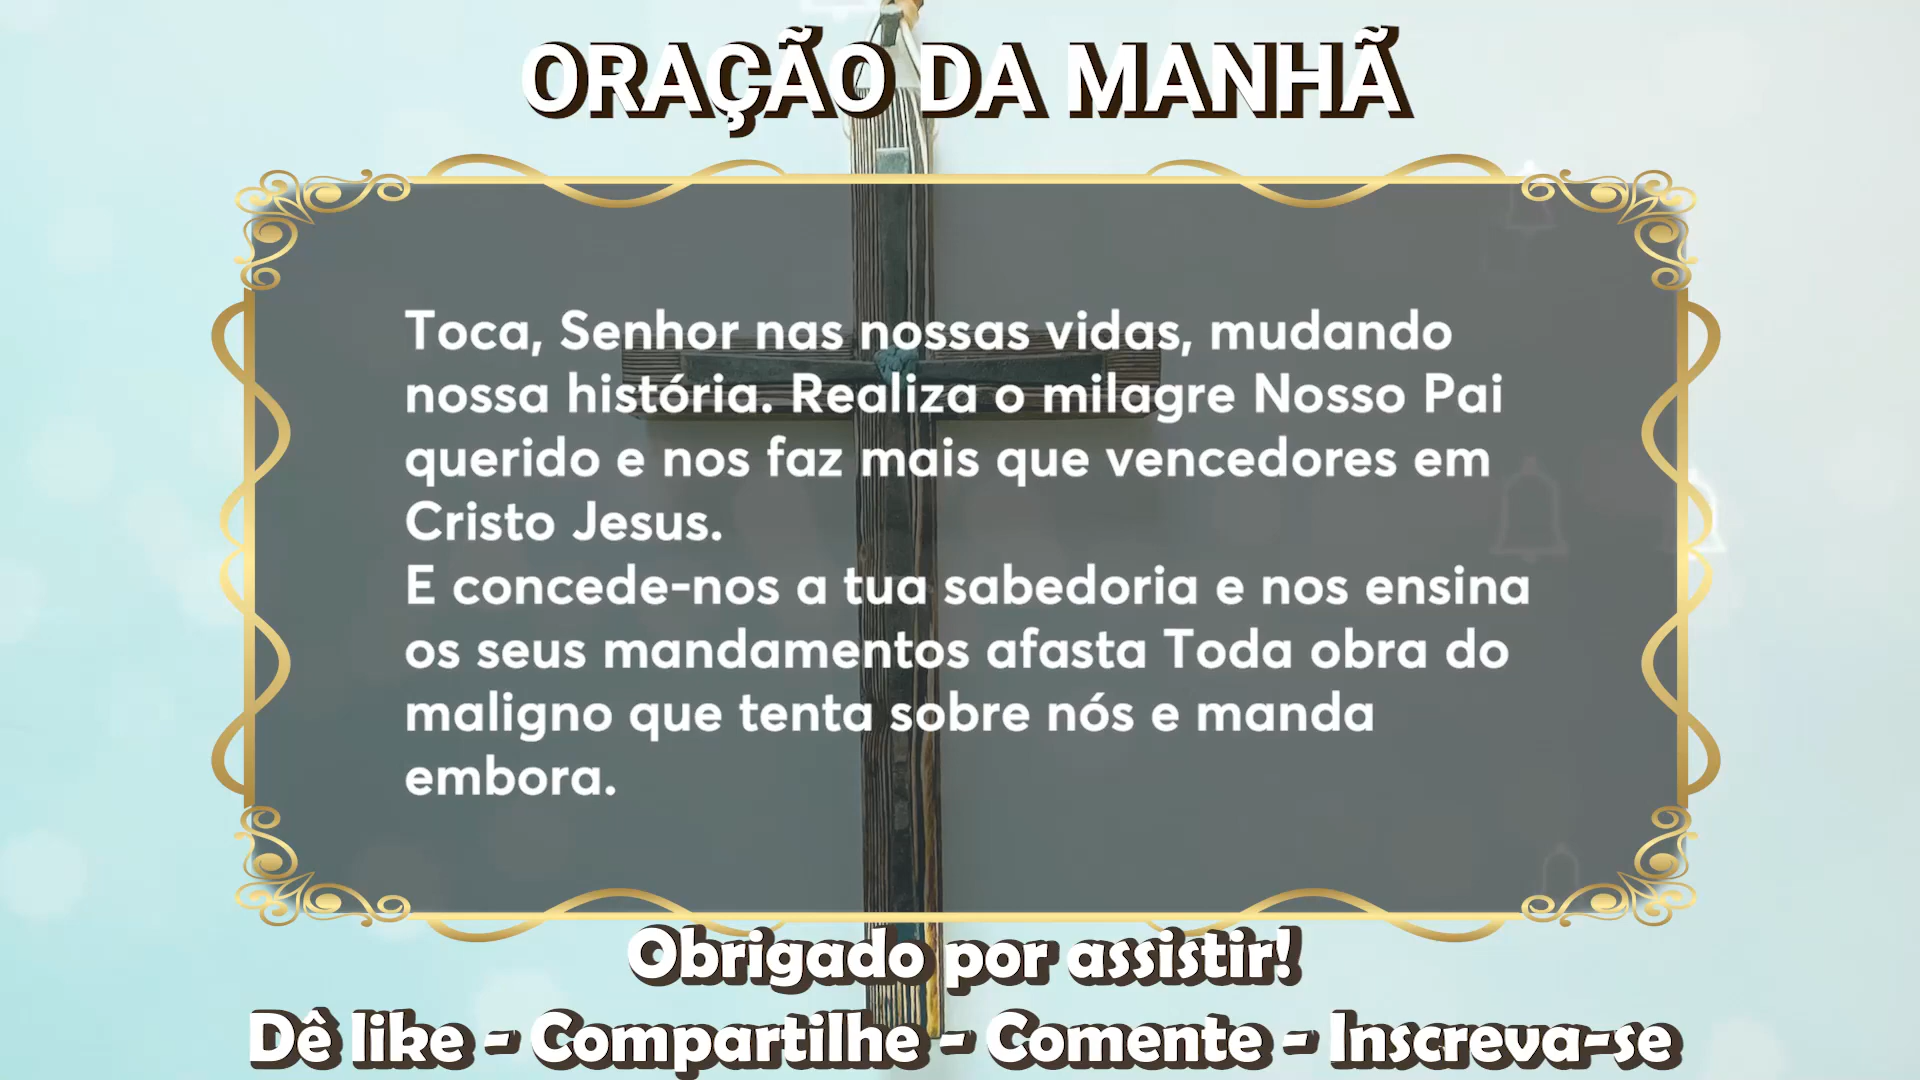 ORAÇÃO DA MANHÃ
Toca, Senhor nas nossas vidas, mudando
nossa história. Realiza o milagre Nosso Pai
querido e nos faz mais que vencedores em
Cristo Jesus.
E concede-nos a tua sabedoria e nos ensina
os seus mandamentos afasta Toda obra do
maligno que tenta sobre nós e manda
embora.
Obrigado por assistir!
Dê like - Compartilhe - Comente - Inscreva-se